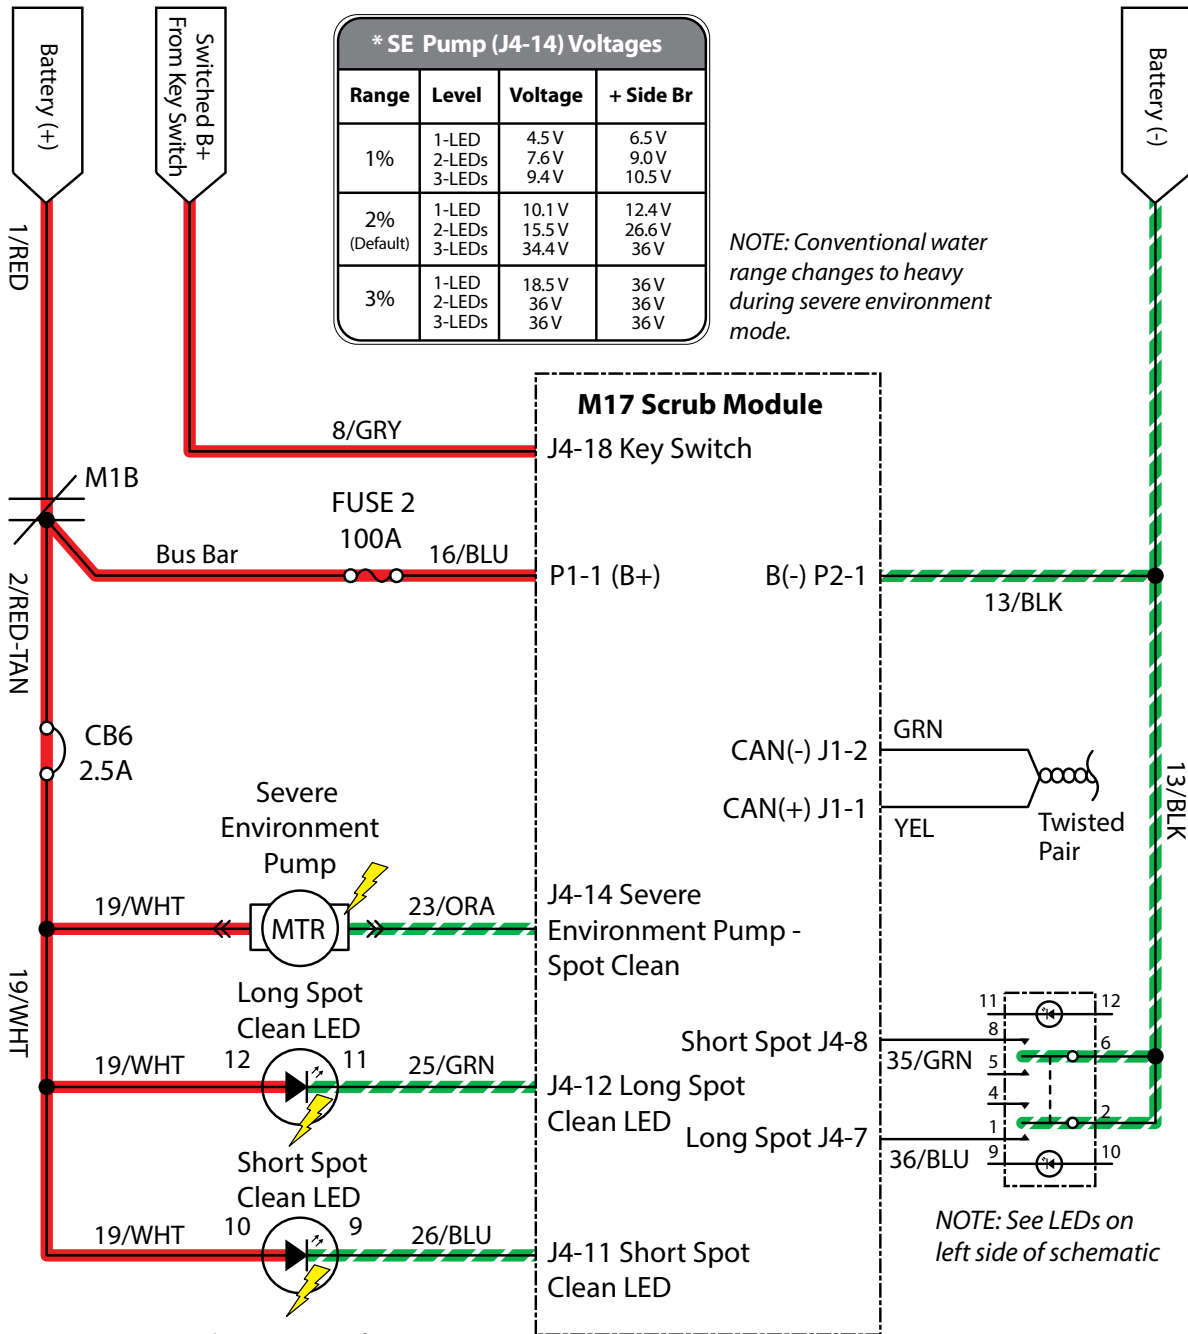 Battery (+)
Switched B+
From Key Switch
* SE Pump (J4-14) Voltages
Range Level Voltage + Side Br
1%
1-LED 4.5 V 6.5 V
2-LEDs 7.6 V 9.0 V
3-LEDs 9.4 V 10.5 V
2%
(Default)
1-LED 10.1 V 12.4 V
2-LEDs 15.5 V 26.6 V
3-LEDs 34.4 V 36 V
3%
1-LED 18.5 V 36 V
2-LEDs 36 V 36 V
3-LEDs 36 V 36 V
Battery (-)
NOTE: Conventional water
range changes to heavy
during severe environment
mode.
1/RED
M17 Scrub Module
8/GRY
J4-18 Key Switch
M1B
FUSE 2
100A
Bus Bar
16/BLU
P1-1 (B+)
B(-) P2-1
13/BLK
2/RED-TAN
CB6
2.5A
CAN(-) J1-2
GRN
CAN(+) J1-1
YEL
Twisted
Pair
13/BLK
Severe
Environment
Pump
19/WHT
MTR
23/ORA
J4-14 Severe
Environment Pump -
Spot Clean
19/WHT
Long Spot
Clean LED
19/WHT
12
11
25/GRN
J4-12 Long Spot
Clean LED
Short Spot J4-8
35/GRN
Long Spot J4-7
36/BLU
11
12
8
6
5
4
2
1
9
10
Short Spot
Clean LED
19/WHT
10
9
26/BLU
J4-11 Short Spot
Clean LED
NOTE: See LEDs on
left side of schematic